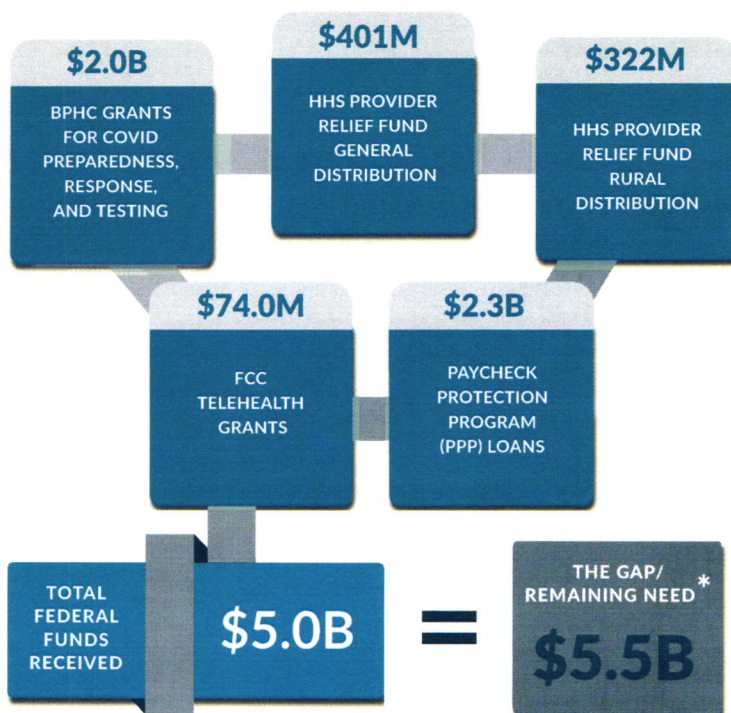 $2.0B
BPHC GRANTS
FOR COVID
PREPAREDNESS,
RESPONSE,
AND TESTING
$401M
HHS PROVIDER
RELIEF FUND
GENERAL
DISTRIBUTION
$322M
HHS PROVIDER
RELIEF FUND
RURAL
DISTRIBUTION
$74.0M
FCC
TELEHEALTH
GRANTS
$2.3B
PAYCHECK
PROTECTION
PROGRAM
(PPP) LOANS
TOTAL
FEDERAL
FUNDS
RECEIVED
$5.0B
=
THE GAP/
REMAINING NEED*
$5.5B